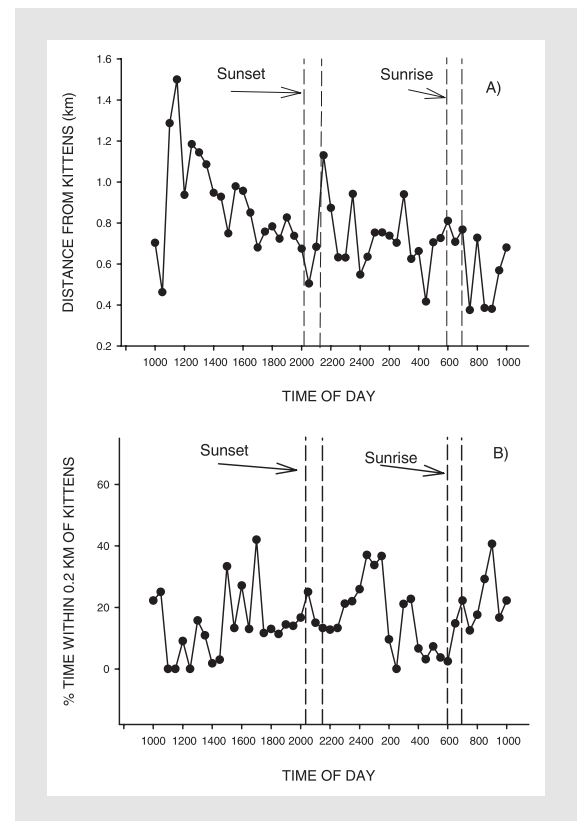 1.6
Sunset
Sunrise
A)
1.4
1.2
1.0
0.8
0.6
0.4
0.2
DISTANCE FROM KITTENS (km)
1000 1200 1400 1600 1800 2000 2200 2400 200 400 600 800 1000
TIME OF DAY
Sunset
Sunrise
B)
60
40
20
0
% TIME WITHIN 0.2 KM OF KITTENS
1000 1200 1400 1600 1800 2000 2200 2400 200 400 600 800 1000
TIME OF DAY